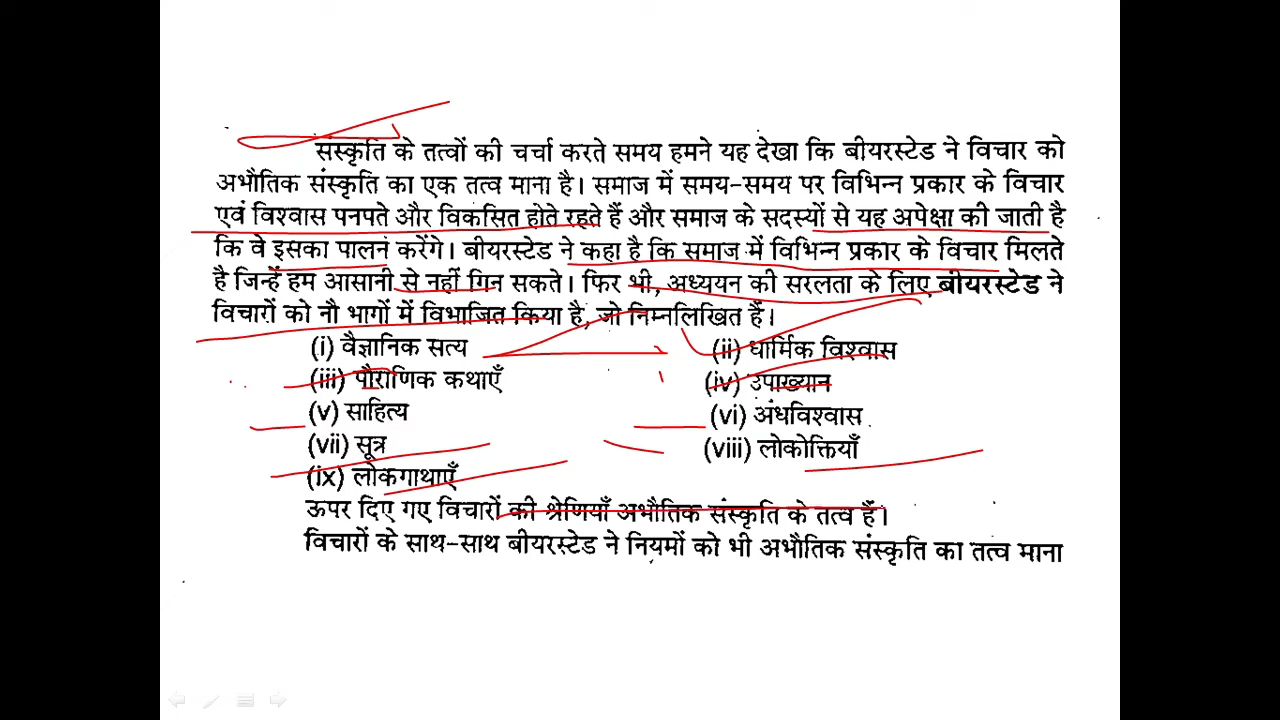 संस्कृति के तत्वों की चर्चा करते समय हमने यह देखा कि बीयरस्टेड ने विचार को
अभौतिक संस्कृति का एक तत्व माना है। समाज में समय-समय पर विभिन्न प्रकार के विचार
एवं विश्वास पनपते और विकसित होते रहते हैं और समाज के सदस्यों से यह अपेक्षा की जाती है
कि वे इसका पालन करेंगे। बीयरस्टेड ने कहा है कि समाज में विभिन्न प्रकार के विचार मिलते
है जिन्हें हम आसानी से नहीं गिन सकते। फिर भी, अध्ययन की सरलता के लिए बीयरस्टेड ने
विचारों को नौ भागों में विभाजित किया है, जो निम्नलिखित हैं।
(i) वैज्ञानिक सत्य (ii) धार्मिक विश्वास
(iii) पौराणिक कथाएँ (iv) उपाख्यान
(v) साहित्य (vi) अंधविश्वास
(vii) सूत्र (viii) लोकोक्तियाँ
(ix) लोकगाथाएँ
ऊपर दिए गए विचारों की श्रेणियाँ अभौतिक संस्कृति के तत्व हैं।
विचारों के साथ-साथ बीयरस्टेड ने नियमों को भी अभौतिक संस्कृति का तत्व माना